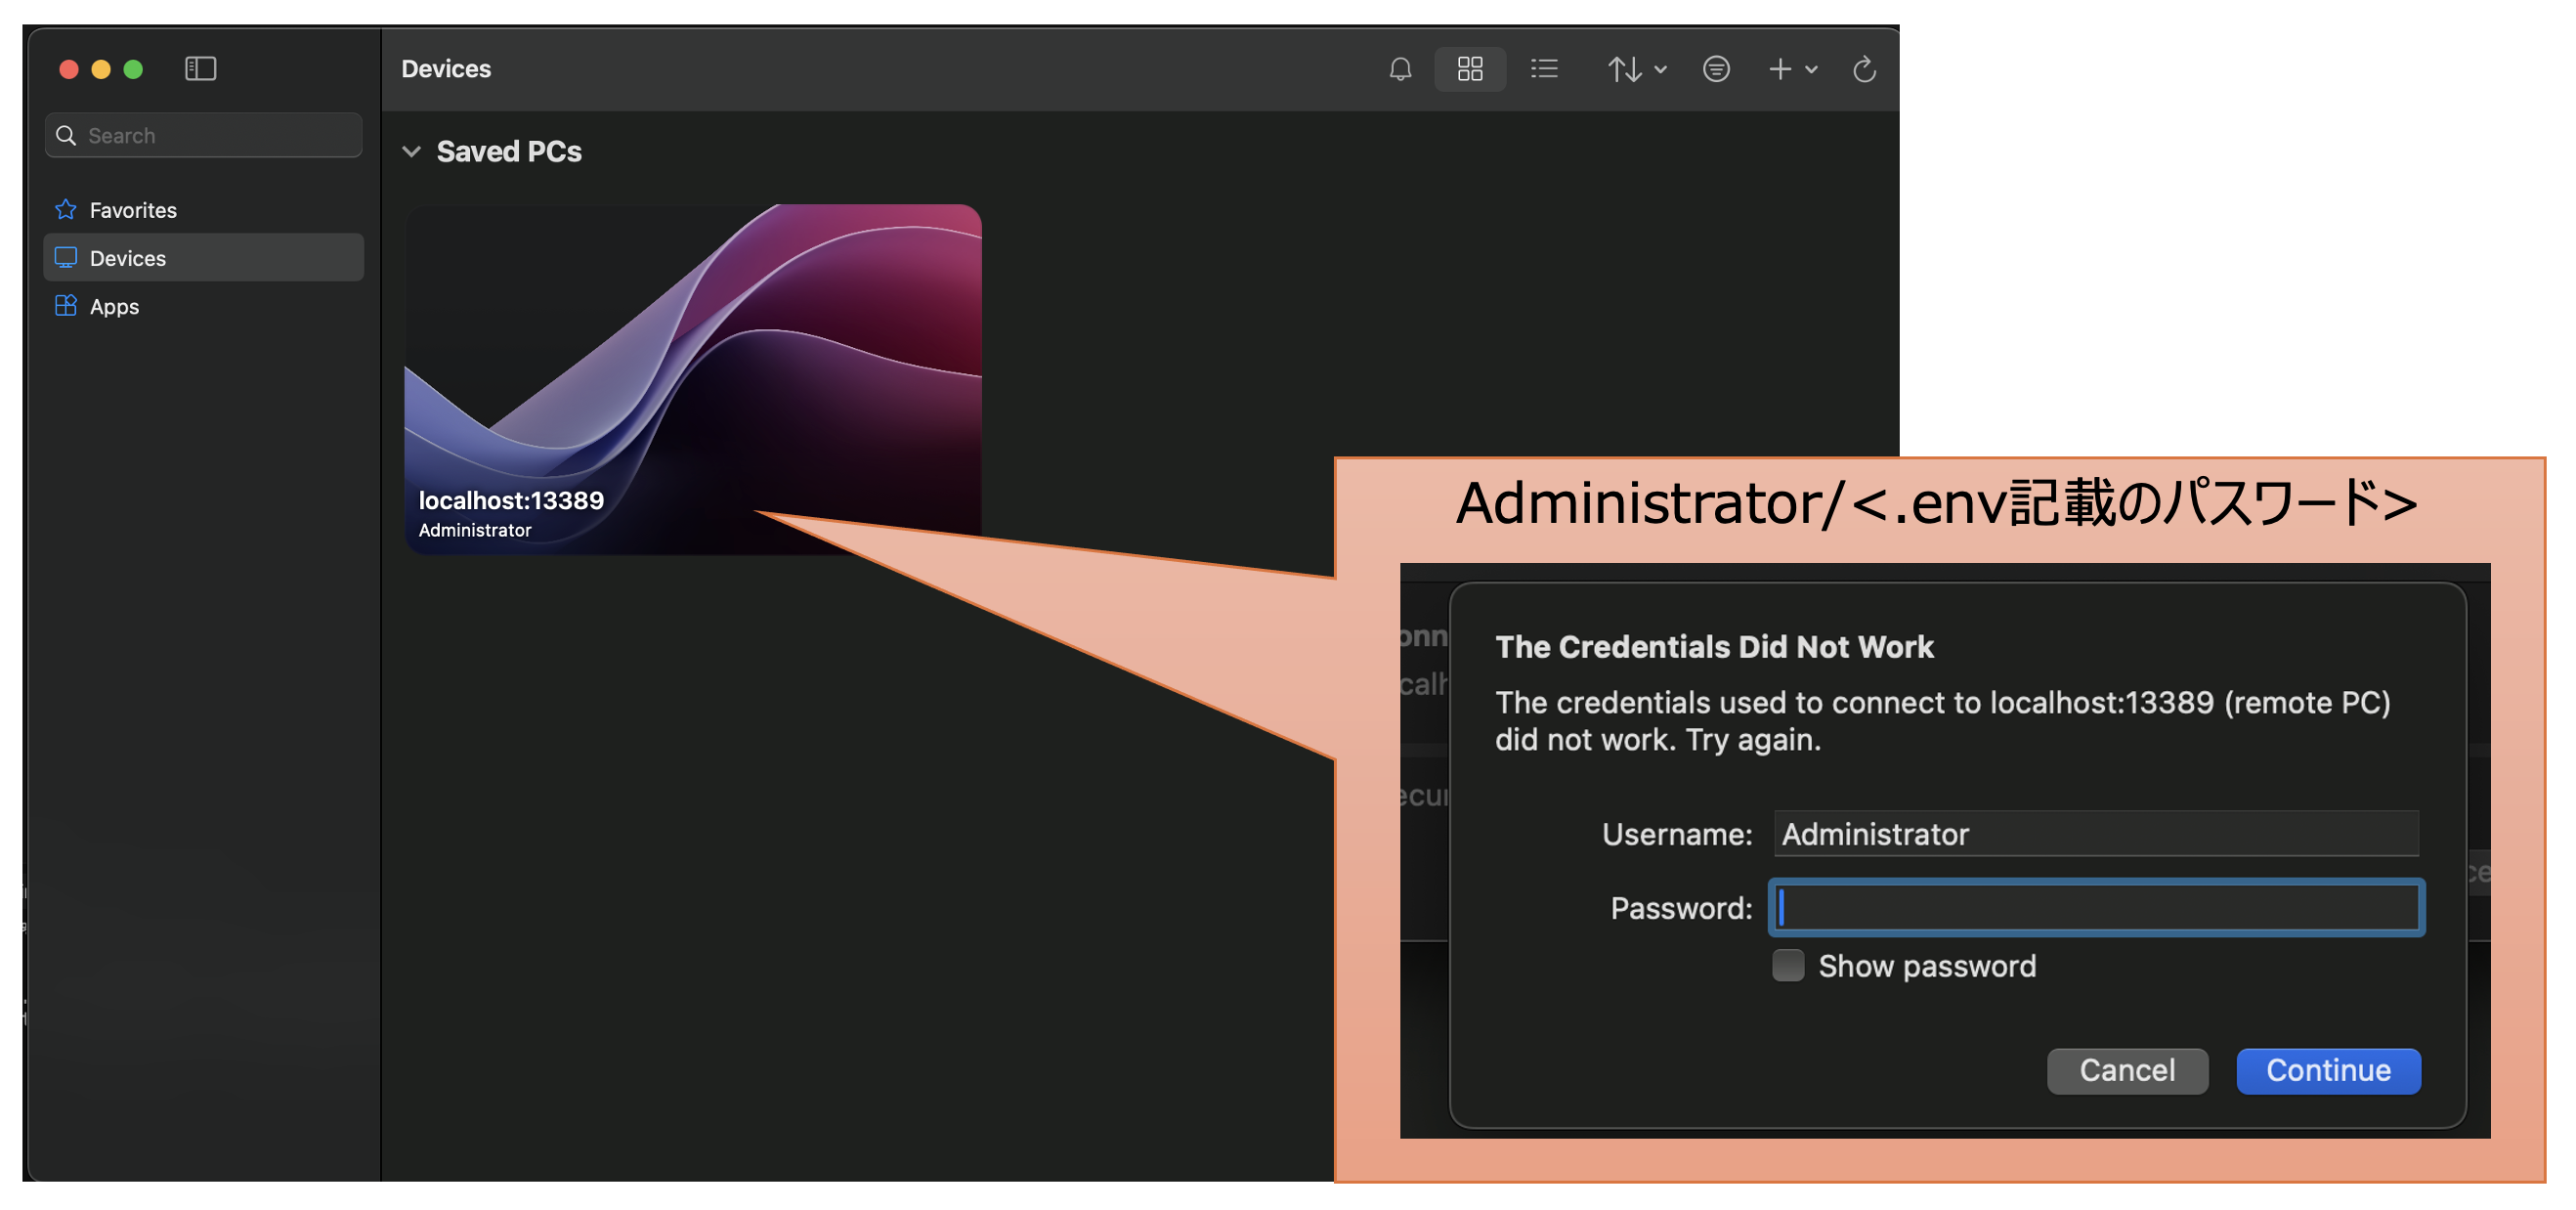 Devices
Search
Saved PCs
Favorites
Devices
Apps
localhost:13389
Administrator
Administrator/<.env記載のパスワード>
The Credentials Did Not Work
The credentials used to connect to localhost:13389 (remote PC)
did not work. Try again.
Username: Administrator
Password:
Show password
Cancel Continue